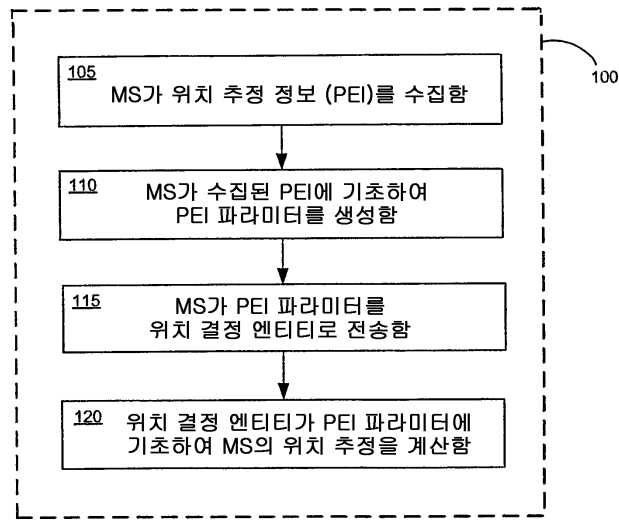 105
MS가 위치 추정 정보 (PEI)를 수집함
100
110
MS가 수집된 PEI에 기초하여
PEI 파라미터를 생성함
115
MS가 PEI 파라미터를
위치 결정 엔티티로 전송함
120
위치 결정 엔티티가 PEI 파라미터에
기초하여 MS의 위치 추정을 계산함